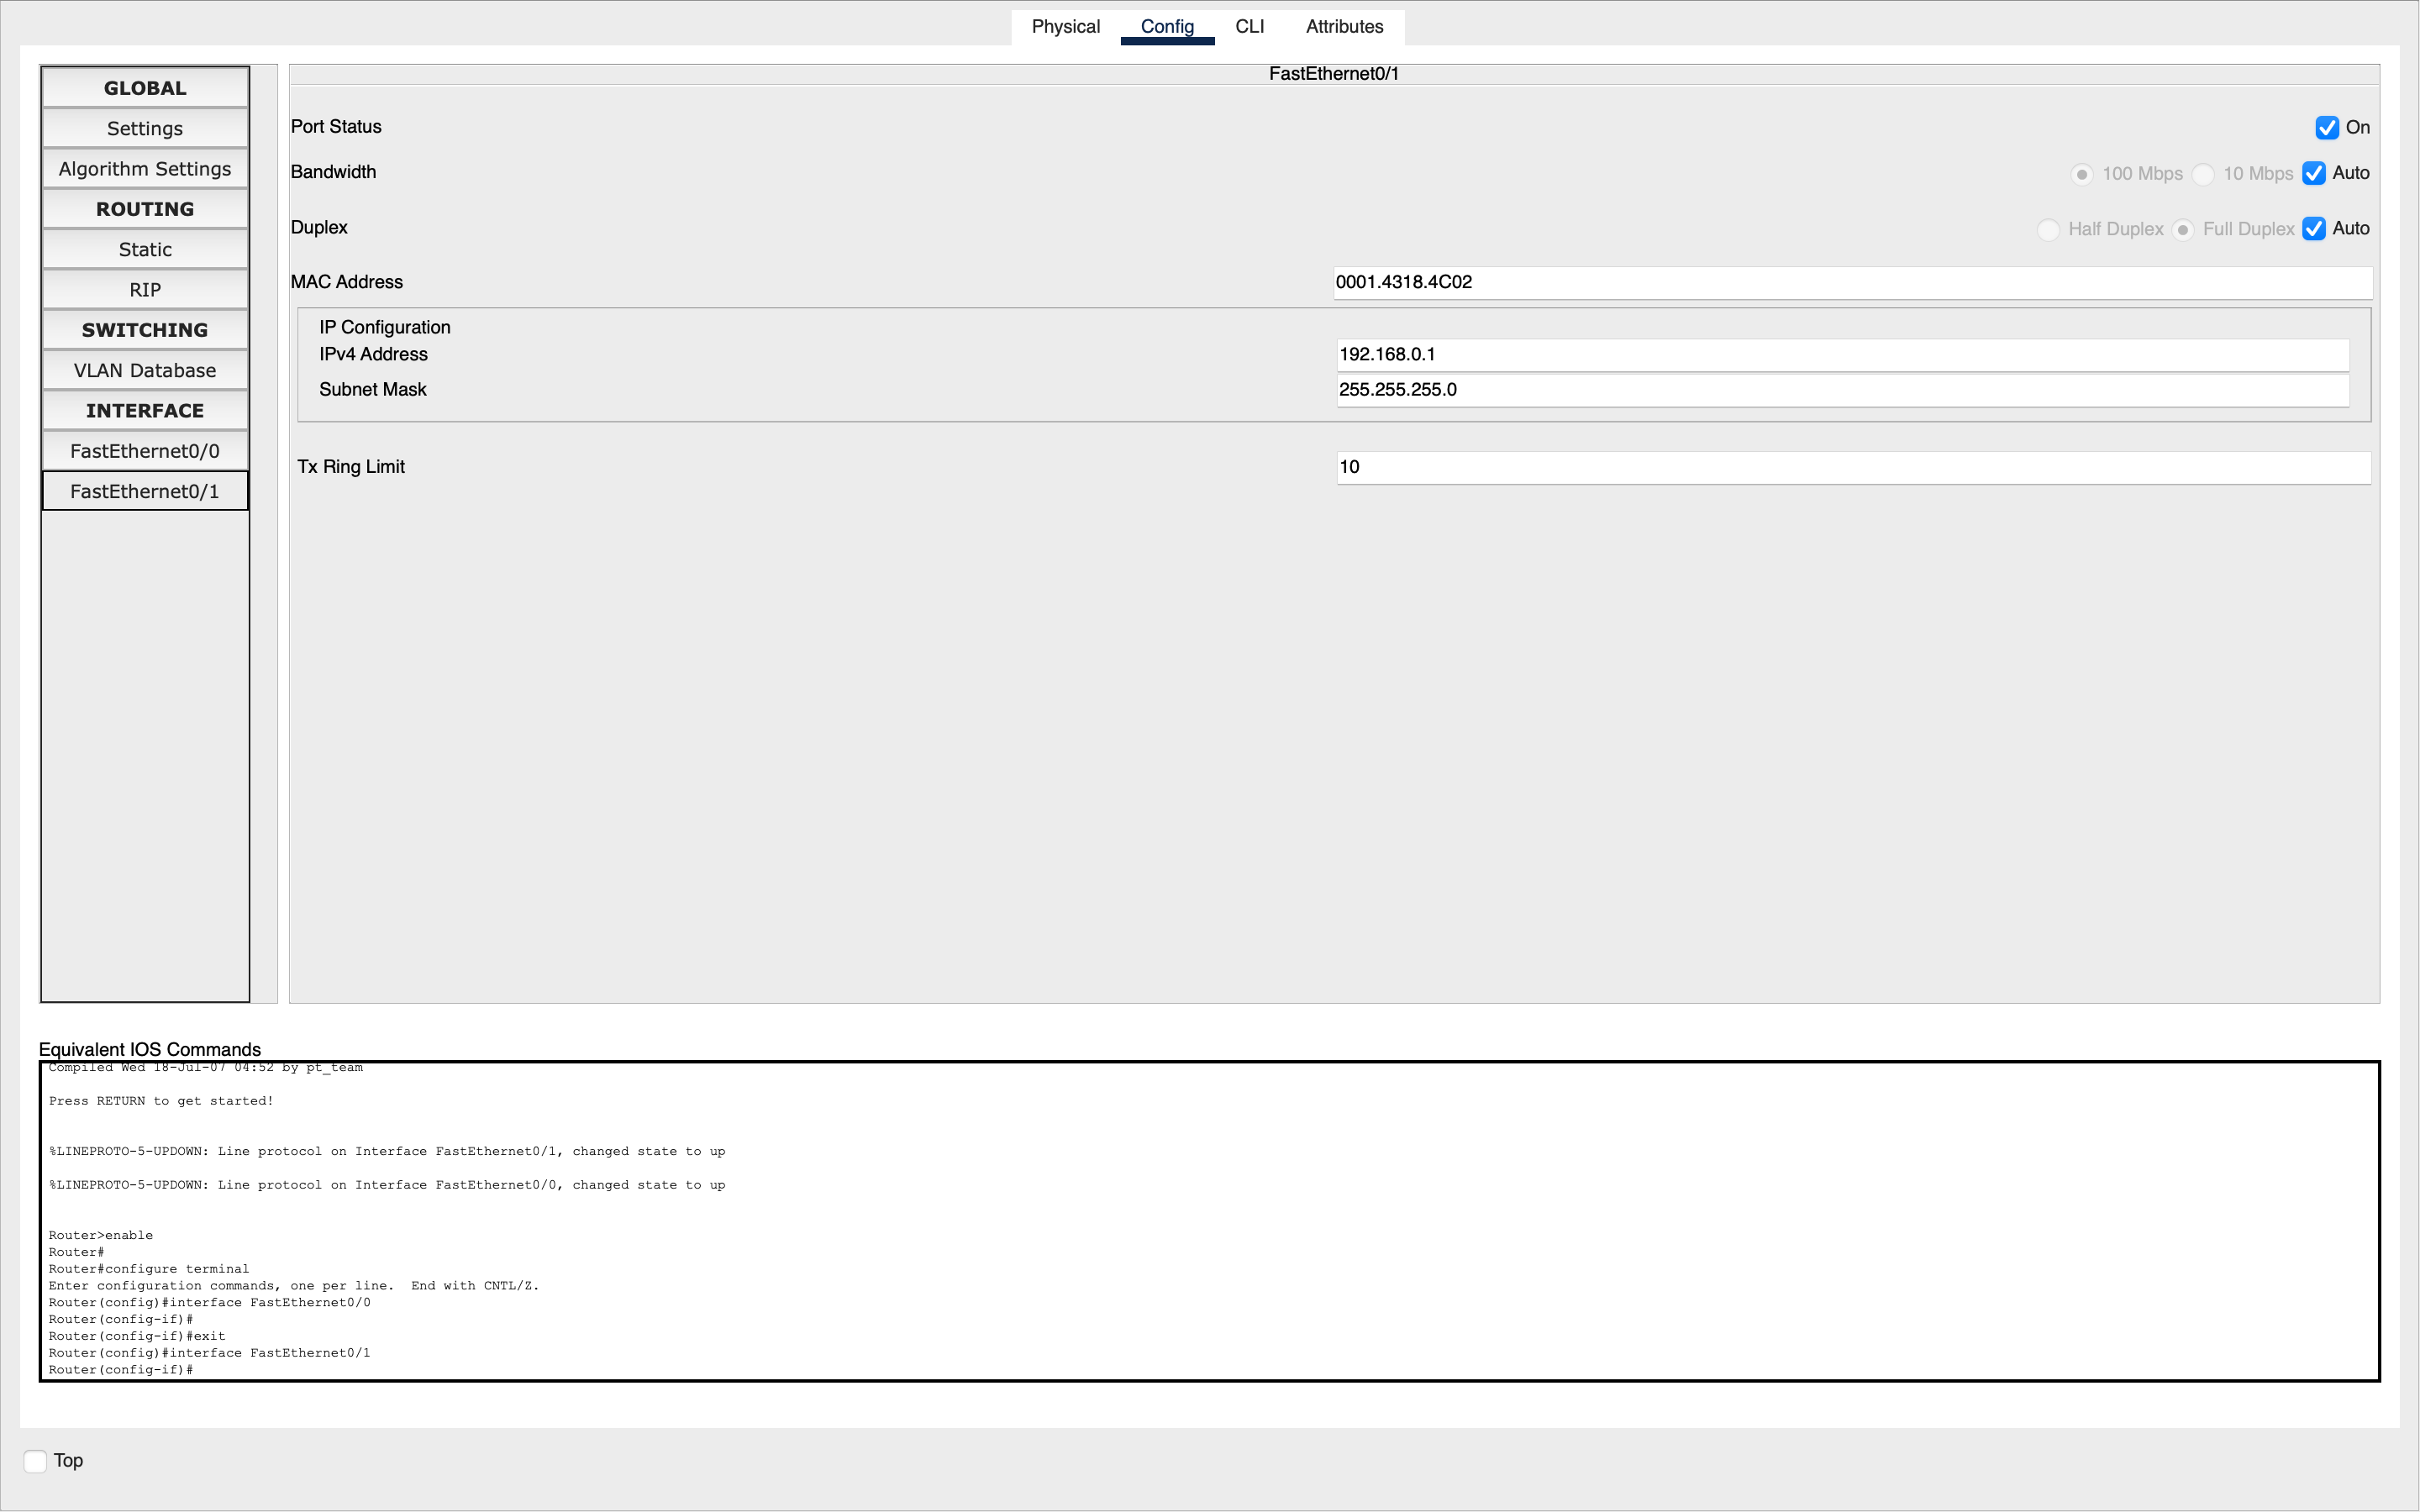 Physical Config CLI Attributes
GLOBAL
Settings
Algorithm Settings
ROUTING
Static
RIP
SWITCHING
VLAN Database
INTERFACE
FastEthernet0/0
FastEthernet0/1
FastEthernet0/1
Port Status On
Bandwidth 100 Mbps 10 Mbps Auto
Duplex Half Duplex Full Duplex Auto
MAC Address 0001.4318.4C02
IP Configuration
IPv4 Address 192.168.0.1
Subnet Mask 255.255.255.0
Tx Ring Limit 10
Equivalent IOS Commands
Compiled Wed 18-Jul-07 04:52 by pt_team
Press RETURN to get started!
%LINEPROTO-5-UPDOWN: Line protocol on Interface FastEthernet0/1, changed state to up
%LINEPROTO-5-UPDOWN: Line protocol on Interface FastEthernet0/0, changed state to up
Router>enable
Router#
Router#configure terminal
Enter configuration commands, one per line.  End with CNTL/Z.
Router(config)#interface FastEthernet0/0
Router(config-if)#
Router(config-if)#exit
Router(config)#interface FastEthernet0/1
Router(config-if)#
Top